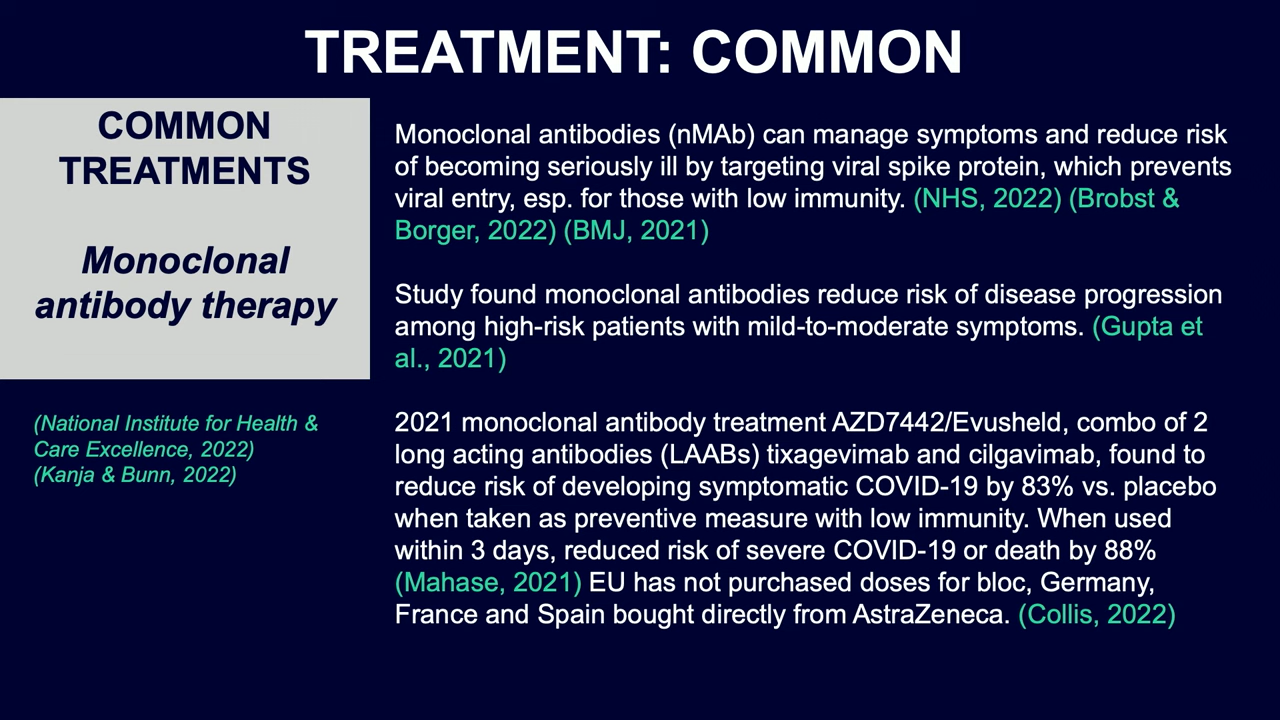 TREATMENT: COMMON
COMMON
TREATMENTS
Monoclonal
antibody therapy
(National Institute for Health &
Care Excellence, 2022)
(Kanja & Bunn, 2022)
Monoclonal antibodies (nMAb) can manage symptoms and reduce risk
of becoming seriously ill by targeting viral spike protein, which prevents
viral entry, esp. for those with low immunity. (NHS, 2022) (Brobst &
Borger, 2022) (BMJ, 2021)
Study found monoclonal antibodies reduce risk of disease progression
among high-risk patients with mild-to-moderate symptoms. (Gupta et
al., 2021)
2021 monoclonal antibody treatment AZD7442/Evusheld, combo of 2
long acting antibodies (LAABs) tixagevimab and cilgavimab, found to
reduce risk of developing symptomatic COVID-19 by 83% vs. placebo
when taken as preventive measure with low immunity. When used
within 3 days, reduced risk of severe COVID-19 or death by 88%
(Mahase, 2021) EU has not purchased doses for bloc, Germany,
France and Spain bought directly from AstraZeneca. (Collis, 2022)